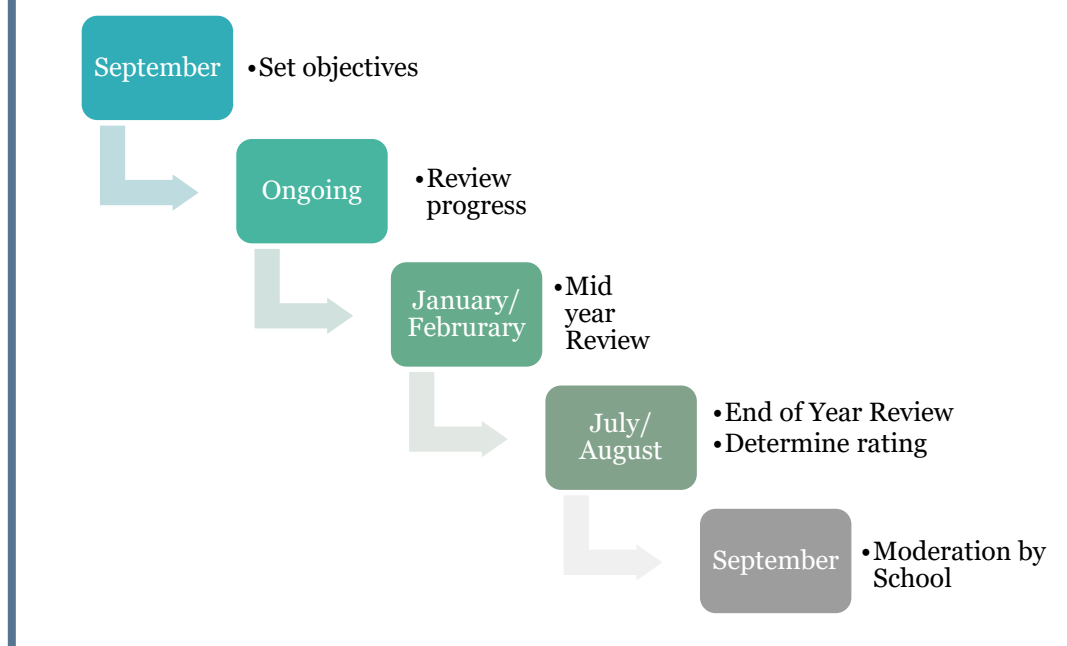 September
•Set objectives
Ongoing
•Review
progress
January/
Februrary
•Mid
year
Review
July/
August
•End of Year Review
•Determine rating
September
•Moderation by
School